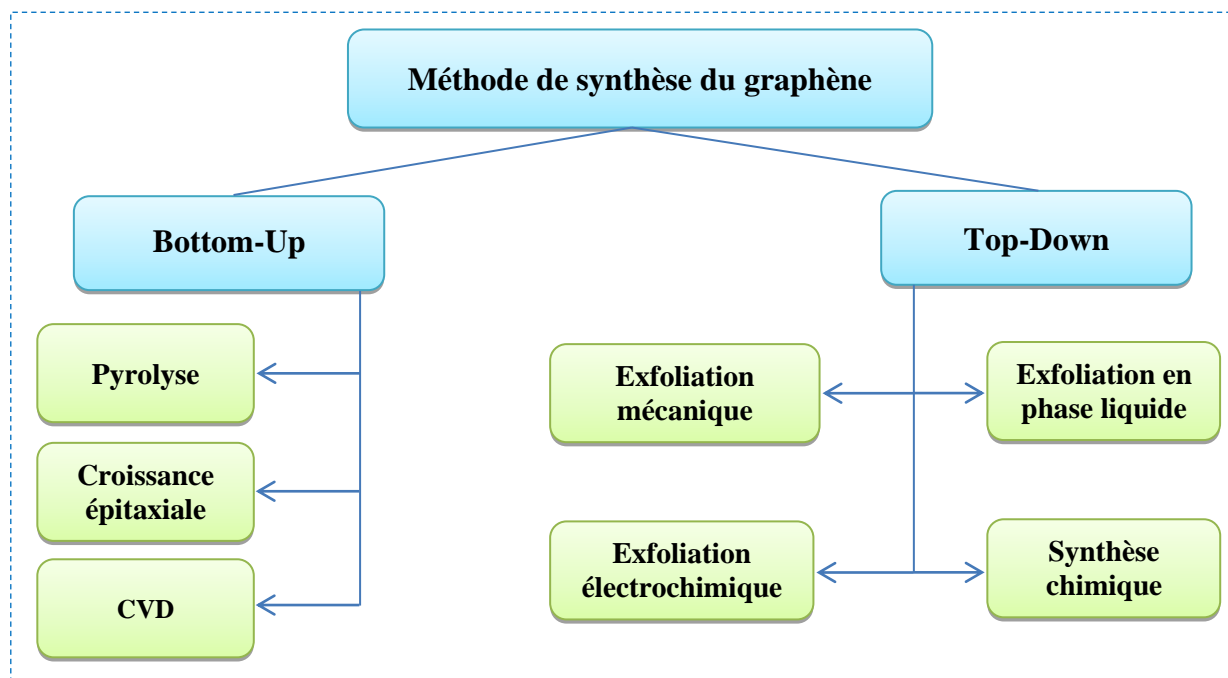 Méthode de synthèse du graphène
Bottom-Up
Top-Down
Pyrolyse
Croissance
épitaxiale
CVD
Exfoliation
mécanique
Exfoliation en
phase liquide
Exfoliation
électrochimique
Synthèse
chimique